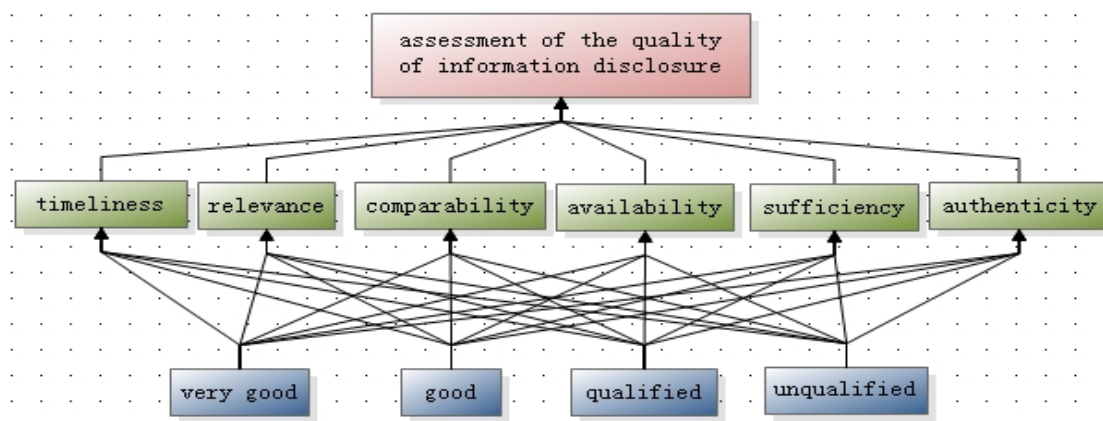 assessment of the quality
of information disclosure
timeliness
relevance
comparability
availability
sufficiency
authenticity
very good
good
qualified
unqualified